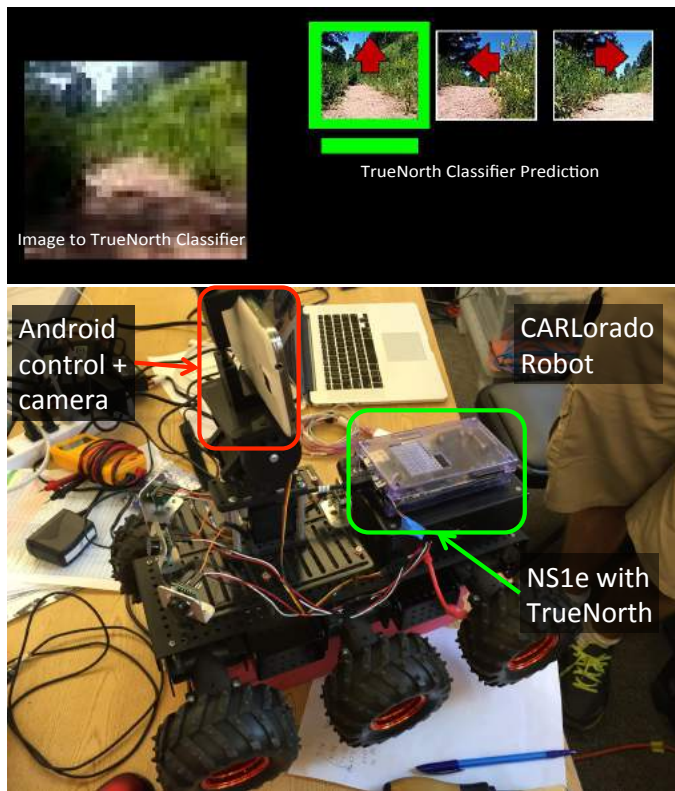 Image to TrueNorth Classifier
TrueNorth Classifier Prediction
Android
control +
camera
CARLorado
Robot
NS1e with
TrueNorth